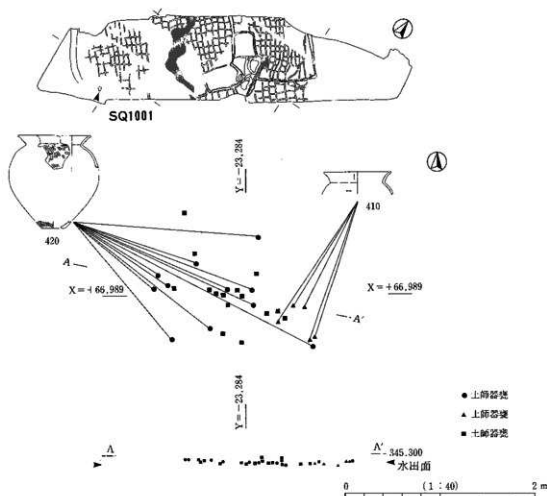 SQ1001
Y=-23,284
420
410
A
X=+66,989
X=+66,989
A'
Y=-23,284
●土師器甕
▲土師器甕
■土師器甕
A
A'
345.300
水田面
0 (1:40) 2m